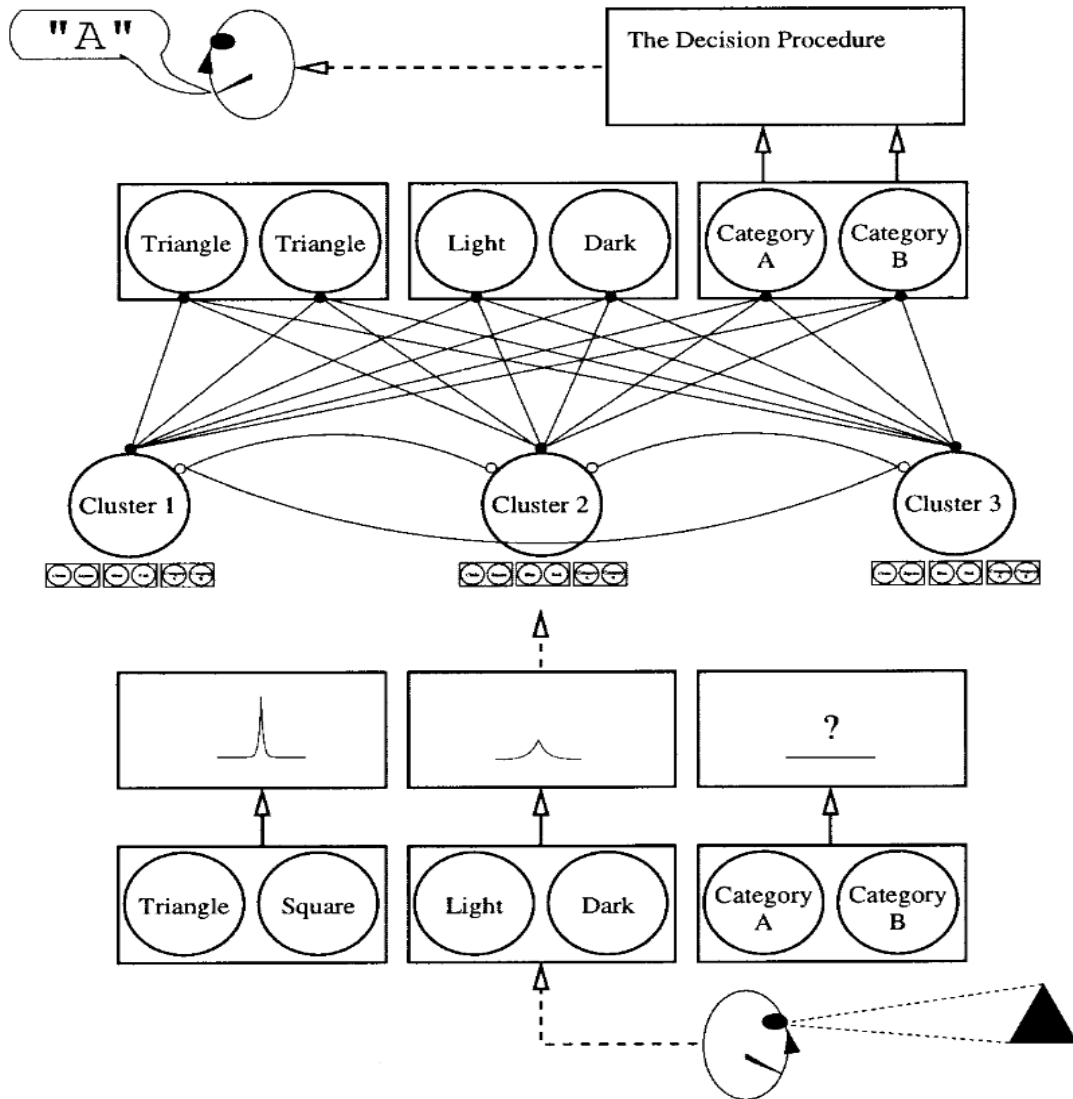 "A"
The Decision Procedure
Triangle
Triangle
Light
Dark
Category
A
Category
B
Cluster 1
Cluster 2
Cluster 3
?
Triangle
Square
Light
Dark
Category
A
Category
B